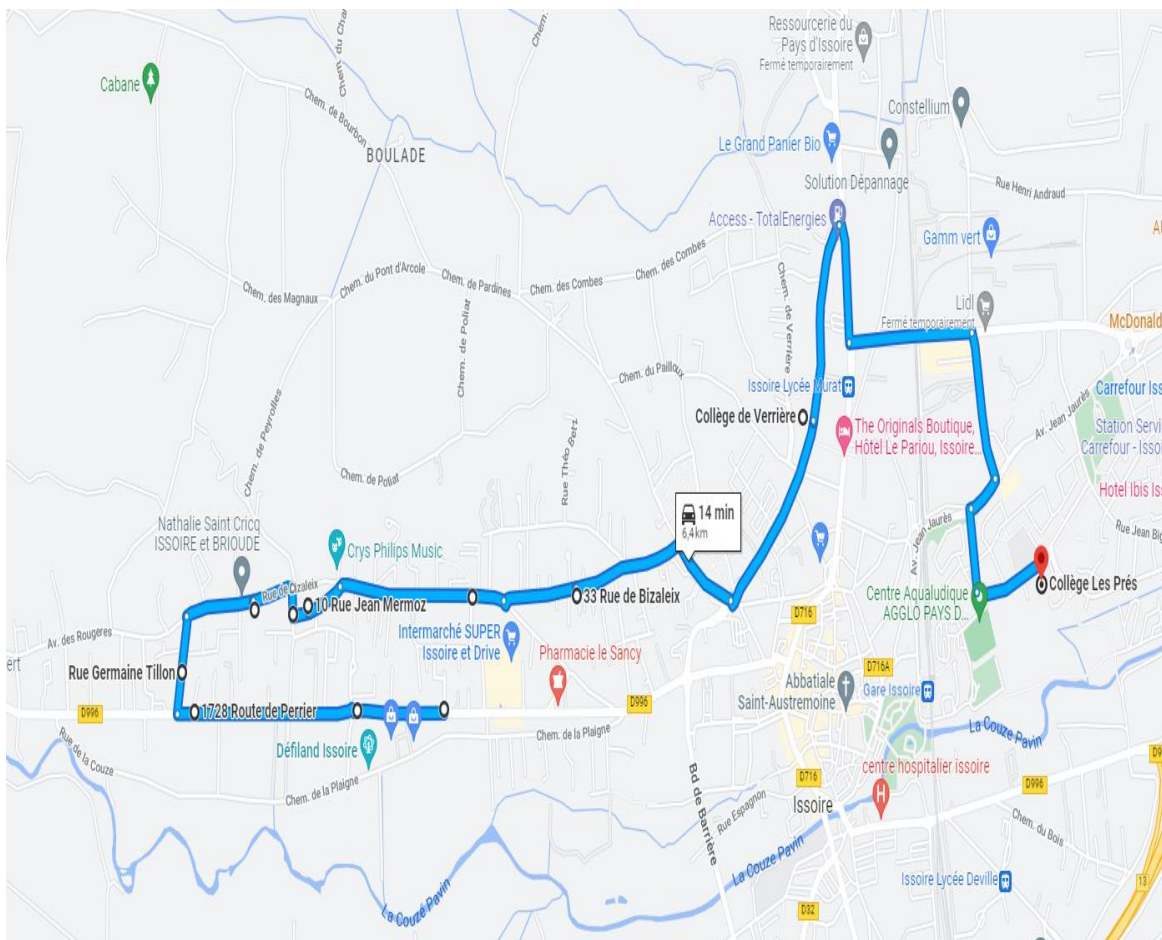 Ressourcerie du
Pays d'Issoire
Fermé temporairement
Cabane
Chem. du Char
Chem.
Constellium
Chem. de Bourbon
BOULADE
Le Grand Panier Bio
Solution Dépannage
Rue Henri Andraud
Access - TotalEnergies
Gamm vert
Chem. des Magnaux
Chem. du Pont d'Arcole
Chem. de Pardines
Chem. des Combes
Chem. des Combes
Chem. de Verrière
Lidl
Fermé temporairement
McDonald
Chem. de Poliat
Chem. du Pailloux
Issoire Lycée Murat
Carrefour Iss
Collège de Verrière
The Originals Boutique,
Hôtel Le Pariou, Issoire...
Av. Jean Jaurès
Station Servi
Carrefour - Issoi
Chem. de Peyrolles
Chem. de Poliat
Rue Théo Betz
Hotel Ibis Iss
14 min
6,4 km
Nathalie Saint Cricq
ISSOIRE et BRIOUDE
Crys Philips Music
Av. Jean Jaurès
Rue Jean Big
Rue de Bizaleix
10 Rue Jean Mermoz
33 Rue de Bizaleix
Centre Aqualudique
AGGLO PAYS D...
Collège Les Prés
D716
Av. des Rougeres
Intermarché SUPER
Issoire et Drive
Pharmacie le Sancy
D716A
ert
Rue Germaine Tillon
Abbatiale
Saint-Austremoine
Gare Issoire
D996
1728 Route de Perrier
D996
Rue de la Couze
Défiland Issoire
Chem. de la Plaigne
La Couze Pavin
centre hospitalier issoire
D9
Chem. de la Plaigne
D716
D996
Bd de Barrière
Rue Espagnon
Issoire
Chem. du Bois
La Couze Pavin
La Couze Pavin
Issoire Lycée Deville
13
D32